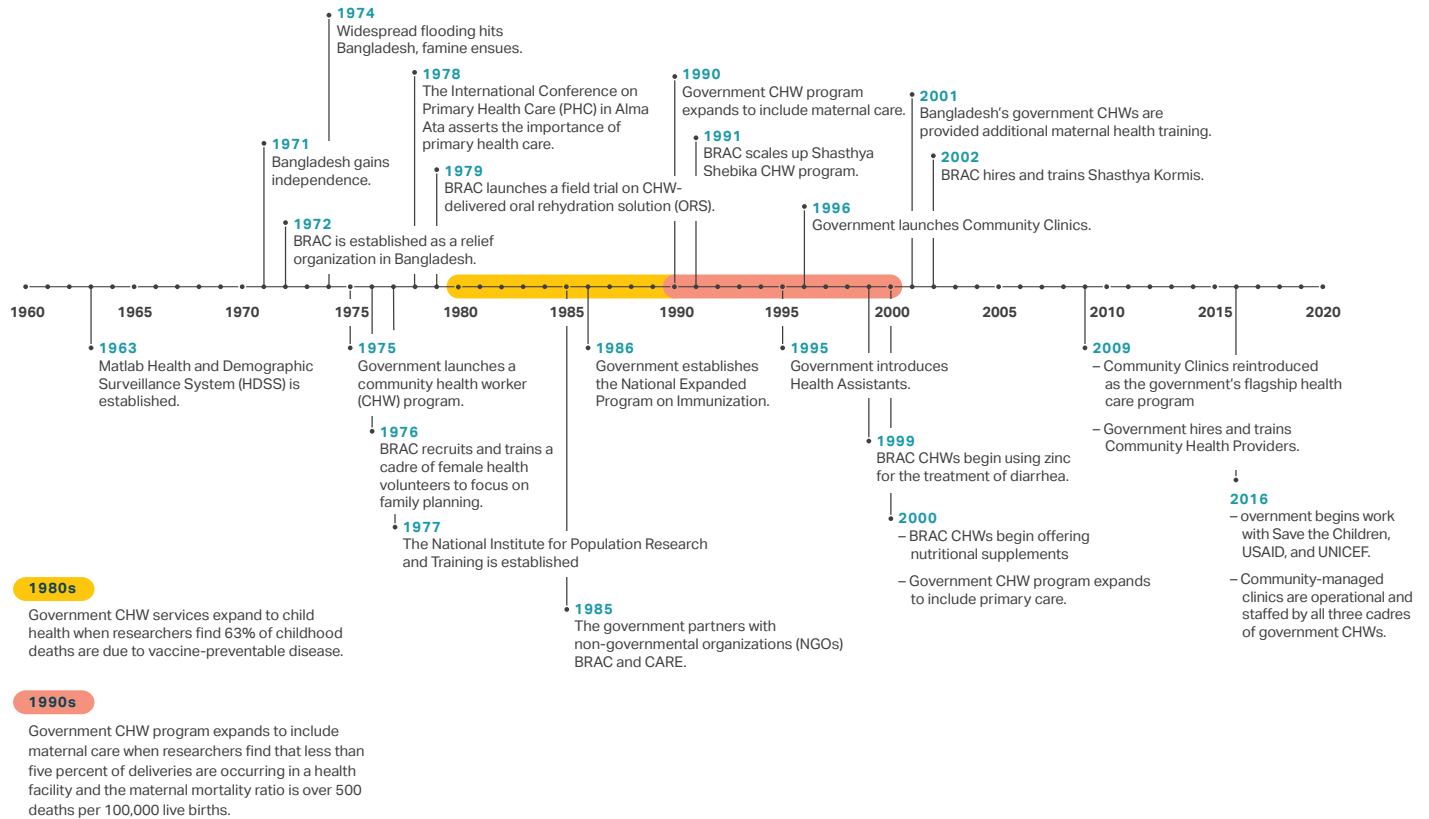 1974
Widespread flooding hits
Bangladesh, famine ensues.
1978
The International Conference on
Primary Health Care (PHC) in Alma
Ata asserts the importance of
primary health care.
1990
Government CHW program
expands to include maternal care.
2001
Bangladesh's government CHWs are
provided additional maternal health training.
1971
Bangladesh gains
independence.
1991
BRAC scales up Shasthya
Shebika CHW program.
2002
BRAC hires and trains Shasthya Kormis.
1979
BRAC launches a field trial on CHW-
delivered oral rehydration solution (ORS).
1996
Government launches Community Clinics.
1972
BRAC is established as a relief
organization in Bangladesh.
1960 1965 1970 1975 1980 1985 1990 1995 2000 2005 2010 2015 2020
1963
Matlab Health and Demographic
Surveillance System (HDSS) is
established.
1975
Government launches a
community health worker
(CHW) program.
1986
Government establishes
the National Expanded
Program on Immunization.
1995
Government introduces
Health Assistants.
2009
– Community Clinics reintroduced
as the government's flagship health
care program
– Government hires and trains
Community Health Providers.
1976
BRAC recruits and trains a
cadre of female health
volunteers to focus on
family planning.
1999
BRAC CHWs begin using zinc
for the treatment of diarrhea.
2016
– overnment begins work
with Save the Children,
USAID, and UNICEF.
– Community-managed
clinics are operational and
staffed by all three cadres
of government CHWs.
1977
The National Institute for Population Research
and Training is established
2000
– BRAC CHWs begin offering
nutritional supplements
– Government CHW program expands
to include primary care.
1985
The government partners with
non-governmental organizations (NGOs)
BRAC and CARE.
1980s
Government CHW services expand to child
health when researchers find 63% of childhood
deaths are due to vaccine-preventable disease.
1990s
Government CHW program expands to include
maternal care when researchers find that less than
five percent of deliveries are occurring in a health
facility and the maternal mortality ratio is over 500
deaths per 100,000 live births.